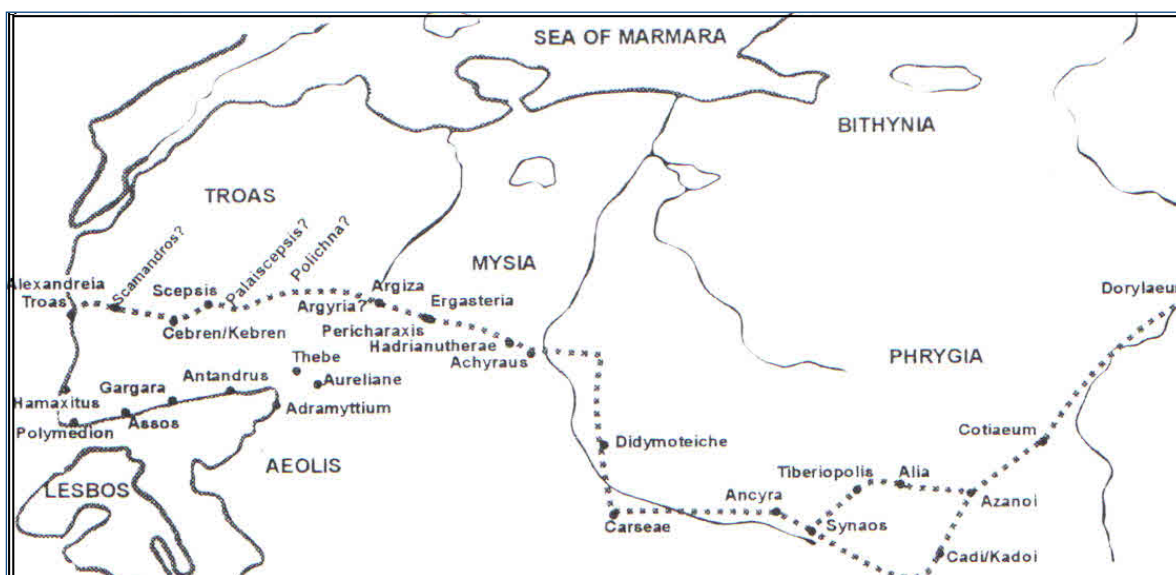 SEA OF MARMARA
BITHYNIA
TROAS
MYSIA
Scamandros?
Palaiscepsis?
Polichna?
Alexandreia
Troas
Scepsis
Cebren/Kebren
Argyria?
Argiza
Ergasteria
Pericharaxis
Hadrianutherae
Achyraus
Dorylaeum
PHRYGIA
Thebe
Aureliane
Antandrus
Gargara
Hamaxitus
Assos
Polymedion
Adramyttium
AEOLIS
LESBOS
Didymoteiche
Cotiaeum
Tiberiopolis
Alia
Ancyra
Azanoi
Carseae
Synaos
Cadi/Kadoi